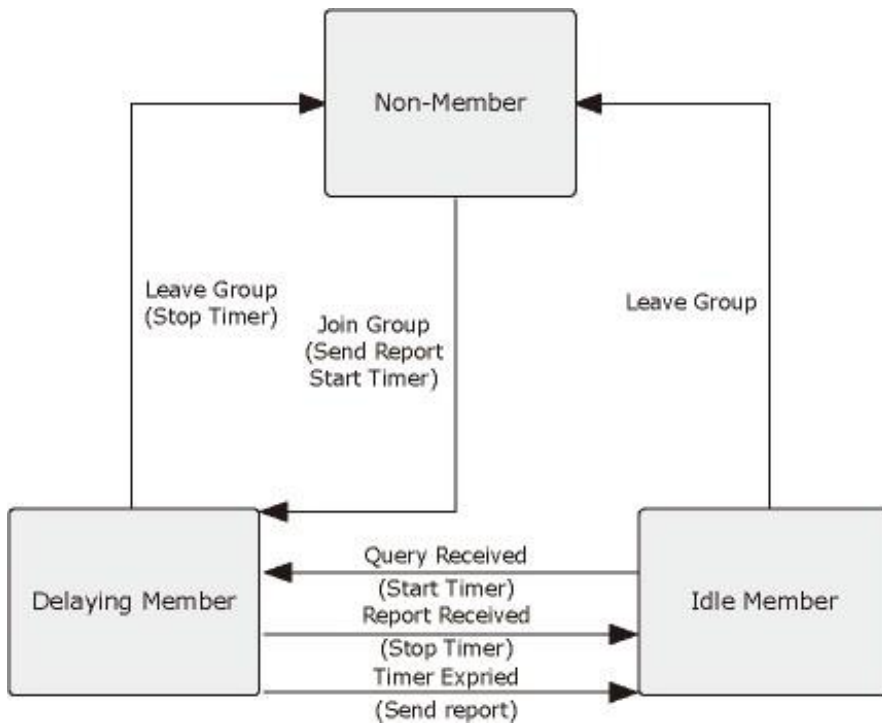 Non-Member
Leave Group
(Stop Timer)
Join Group
(Send Report
Start Timer)
Leave Group
Delaying Member
Query Received
(Start Timer)
Report Received
(Stop Timer)
Timer Expried
(Send report)
Idle Member